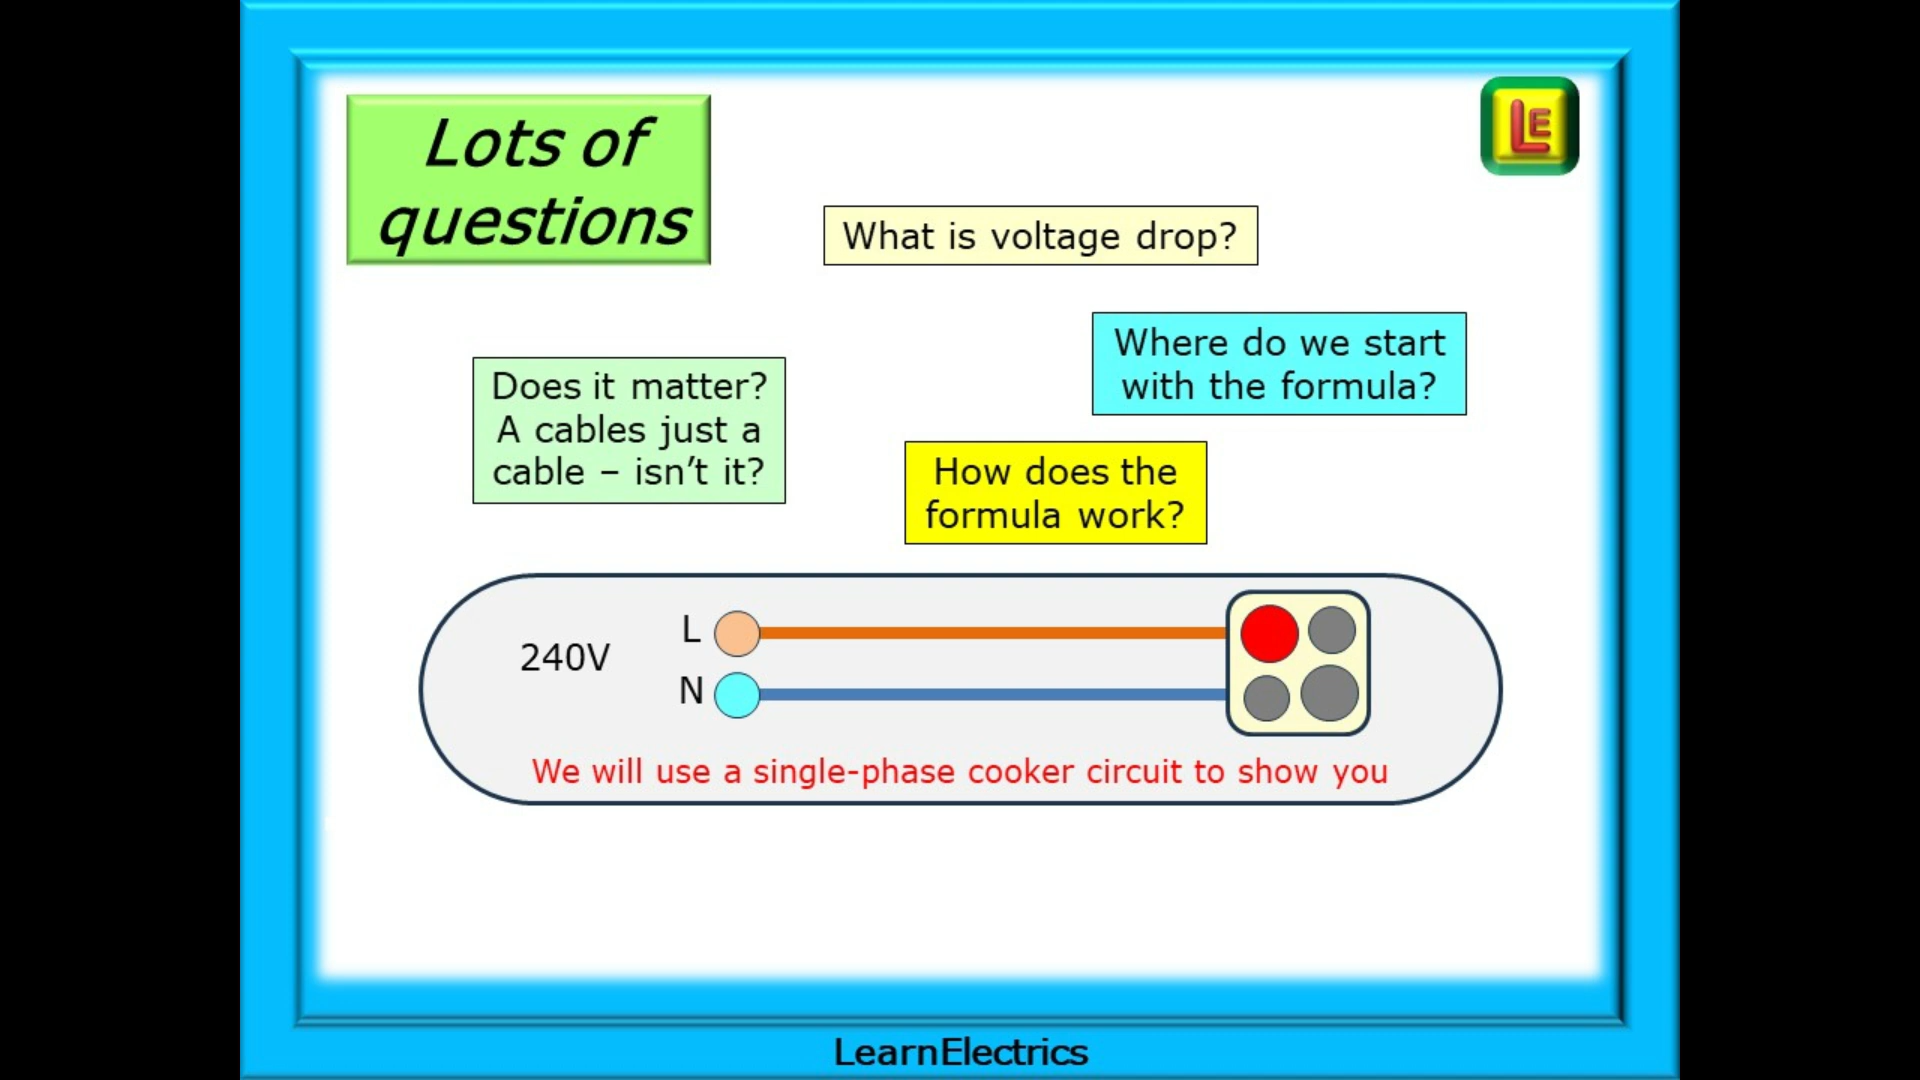 Lots of
questions
LE
What is voltage drop?
Where do we start
with the formula?
Does it matter?
A cables just a
cable – isn’t it?
How does the
formula work?
240V
L
N
We will use a single-phase cooker circuit to show you
LearnElectrics